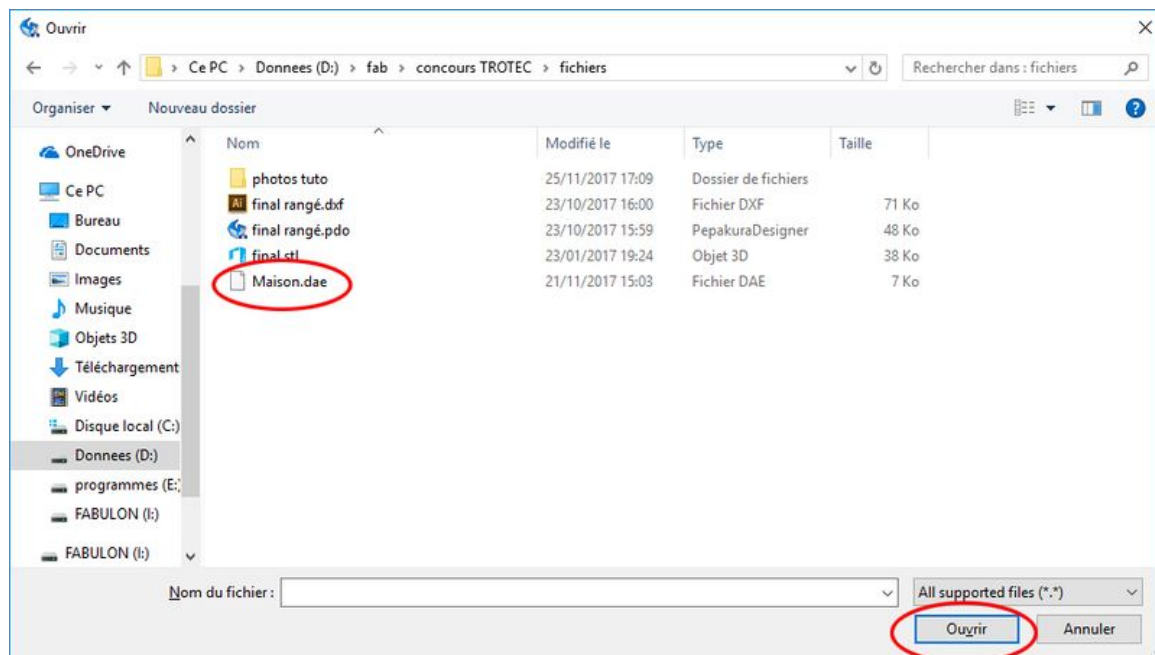 Ouvrir
Ce PC > Donnees (D:) > fab > concours TROTEC > fichiers
Rechercher dans : fichiers
Organiser
Nouveau dossier
Nom
Modifié le
Type
Taille
OneDrive
Ce PC
Bureau
Documents
Images
Musique
Objets 3D
Téléchargement
Vidéos
Disque local (C:)
Donnees (D:)
programmes (E:
FABULON (I:)
FABULON (I:)
photos tuto 25/11/2017 17:09 Dossier de fichiers
Ai final rangé.dxf 23/10/2017 16:00 Fichier DXF 71 Ko
final rangé.pdo 23/10/2017 15:59 PepakuraDesigner 48 Ko
final.stl 23/01/2017 19:24 Objet 3D 38 Ko
Maison.dae 21/11/2017 15:03 Fichier DAE 7 Ko
Nom du fichier :
All supported files (*.*)
Ouvrir
Annuler